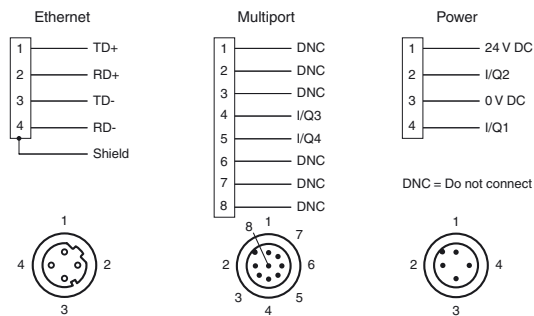 Ethernet
1 TD+
2 RD+
3 TD-
4 RD-
Shield
Multiport
1 DNC
2 DNC
3 DNC
4 I/Q3
5 I/Q4
6 DNC
7 DNC
8 DNC
Power
1 24 V DC
2 I/Q2
3 0 V DC
4 I/Q1
DNC = Do not connect
1
4 2
3
8 1 7
2 6
3 5
4
1
2 4
3